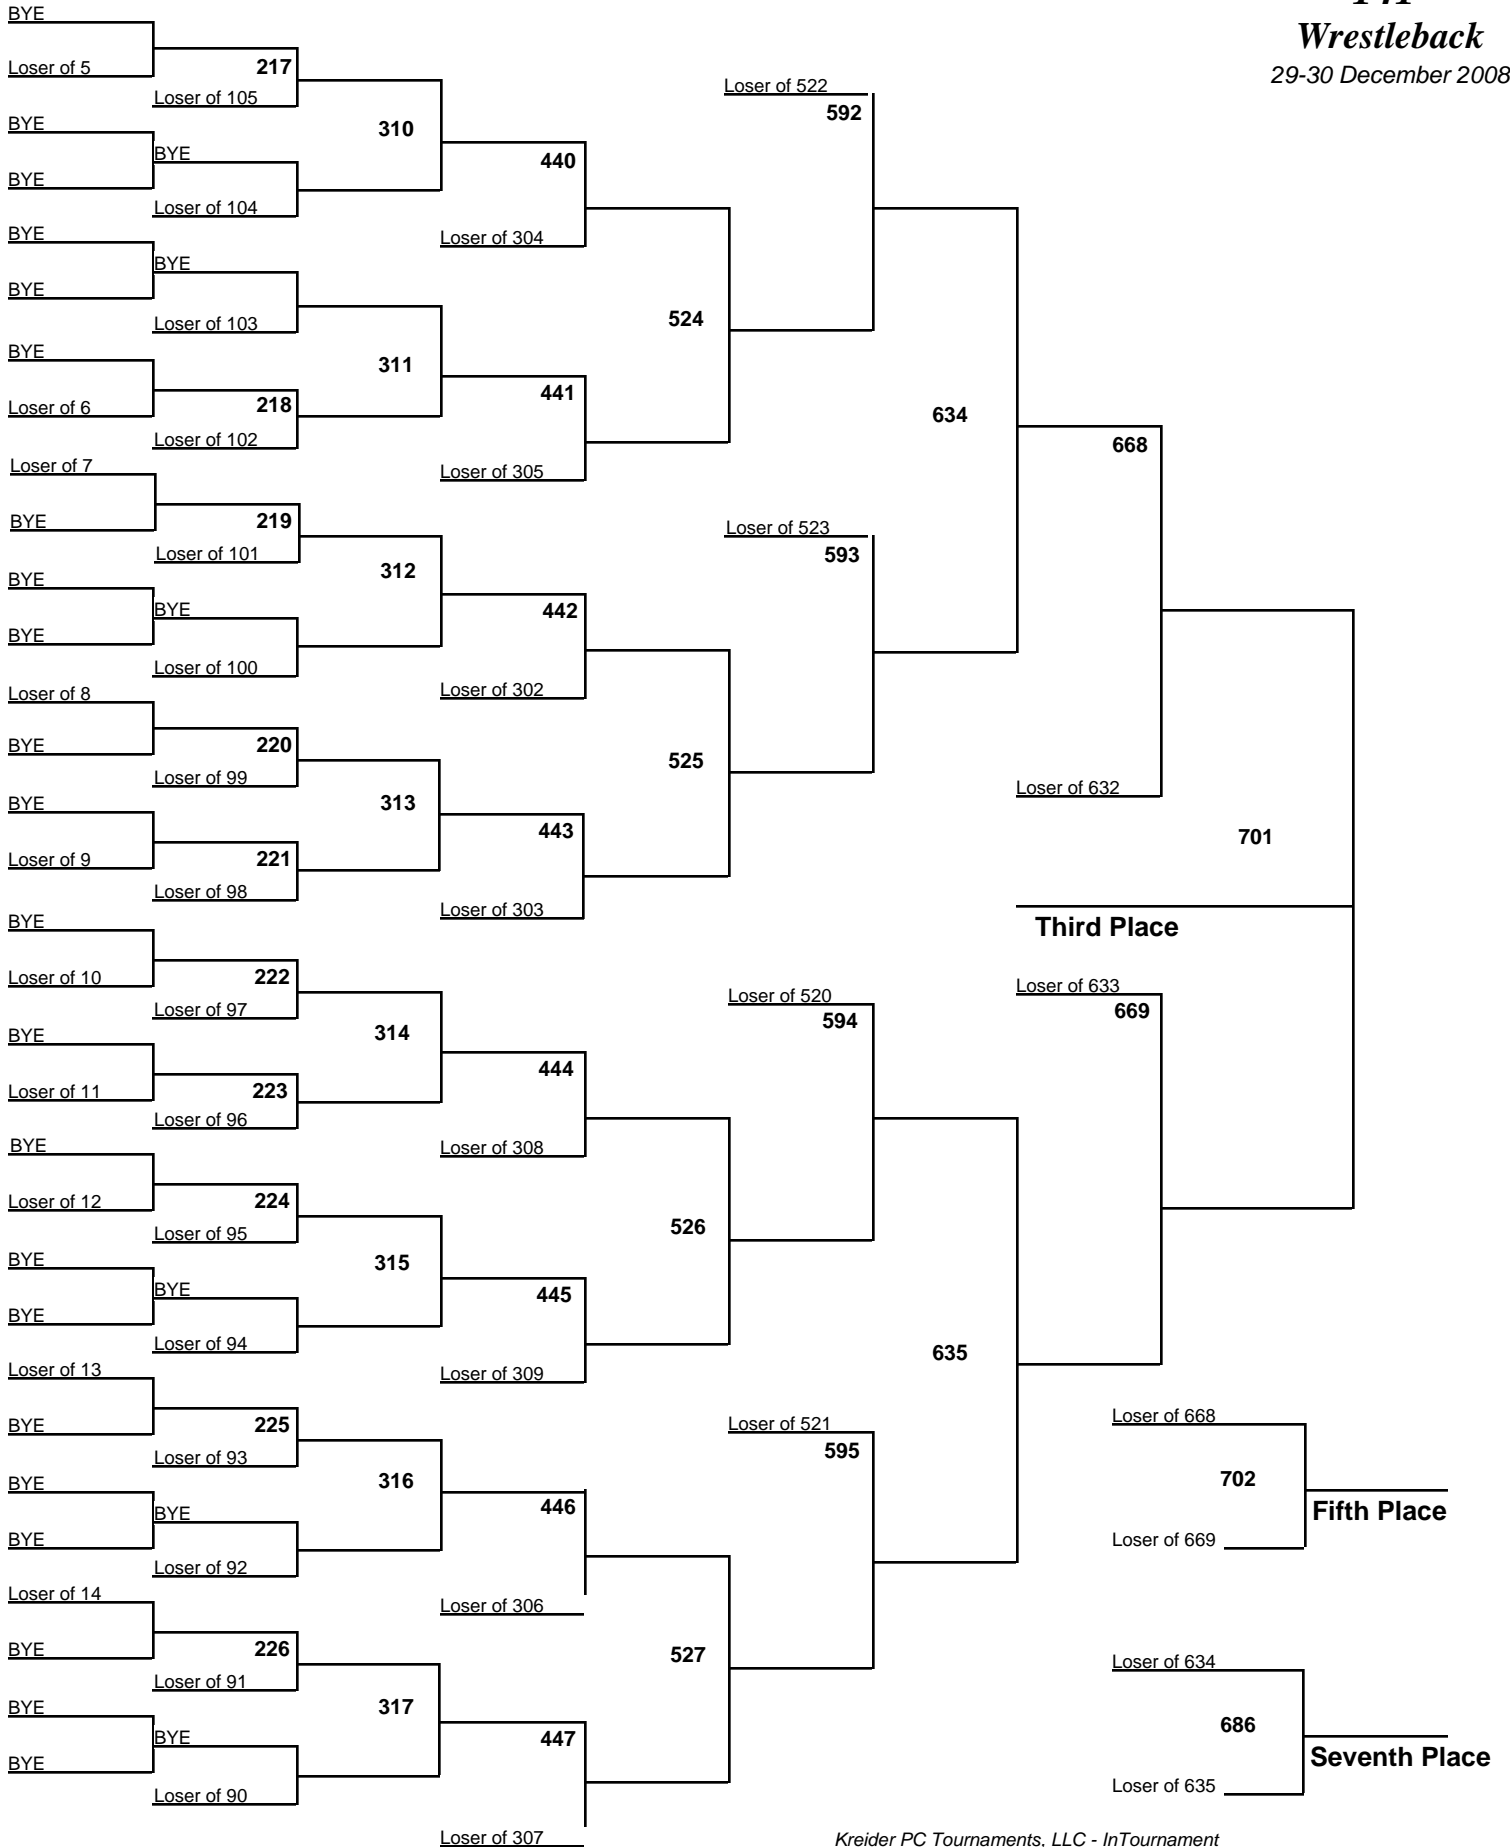 Wrestleback
29-30 December 2008
BYE
Loser of 5
217
Loser of 105
BYE
BYE
BYE
Loser of 104
310
BYE
BYE
BYE
Loser of 103
BYE
Loser of 6
218
Loser of 102
311
Loser of 7
BYE
219
Loser of 101
BYE
BYE
BYE
Loser of 100
312
Loser of 8
BYE
220
Loser of 99
BYE
Loser of 9
221
Loser of 98
313
BYE
Loser of 10
222
Loser of 97
BYE
Loser of 11
223
Loser of 96
314
BYE
Loser of 12
224
Loser of 95
BYE
BYE
BYE
Loser of 94
315
Loser of 13
BYE
225
Loser of 93
BYE
BYE
BYE
Loser of 92
316
Loser of 14
BYE
226
Loser of 91
BYE
BYE
BYE
Loser of 90
317
440
Loser of 304
441
Loser of 305
442
Loser of 302
443
Loser of 303
444
Loser of 308
445
Loser of 309
446
Loser of 306
447
Loser of 307
524
525
526
527
Loser of 522
592
Loser of 523
593
Loser of 520
594
Loser of 521
595
634
635
668
Loser of 632
701
Third Place
Loser of 633
669
Loser of 668
702
Fifth Place
Loser of 669
Loser of 634
686
Seventh Place
Loser of 635
Kreider PC Tournaments, LLC - InTournament